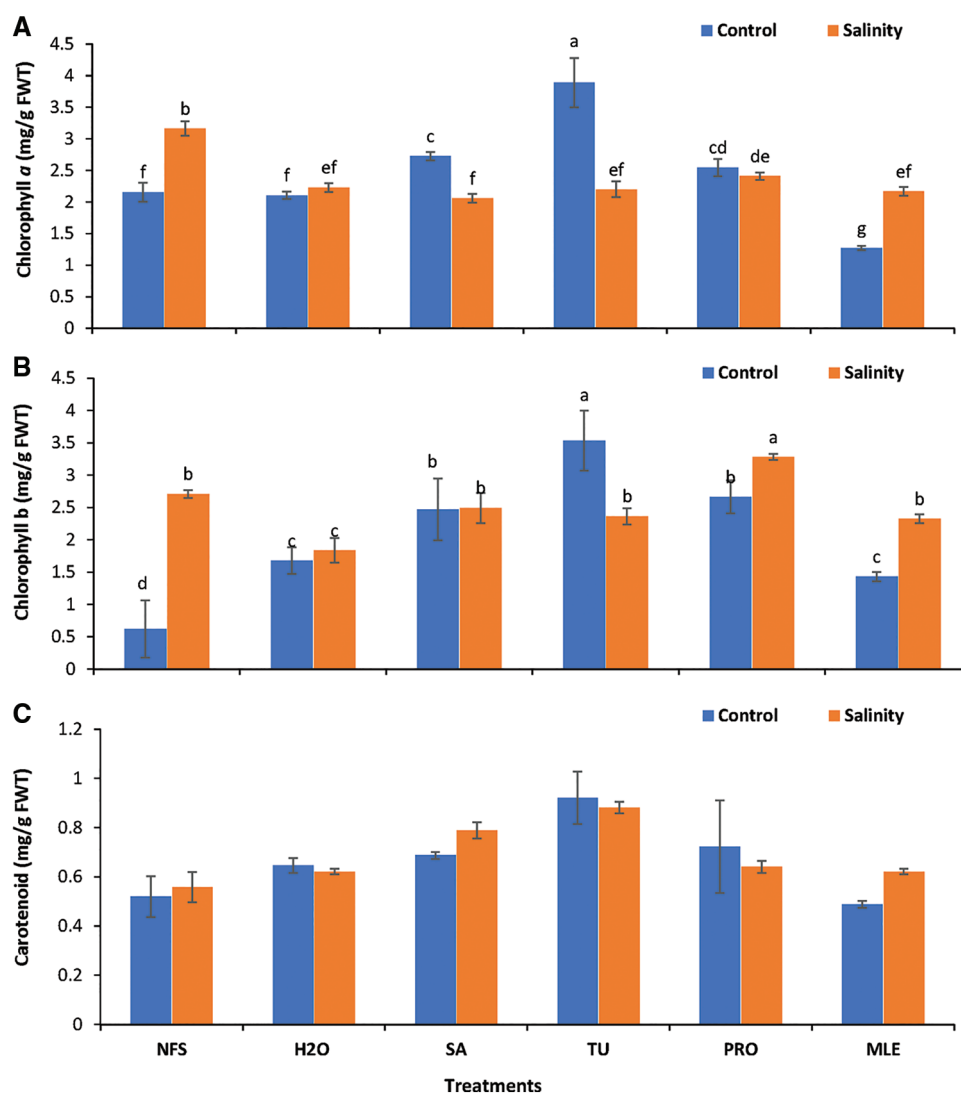 A
Control Salinity
Chlorophyll a (mg/g FWT)
4.5
4
3.5
3
2.5
2
1.5
1
0.5
0
f b f ef c f a ef cd de g ef
B
Control Salinity
Chlorophyll b (mg/g FWT)
4.5
4
3.5
3
2.5
2
1.5
1
0.5
0
d b c c b b a b b a c b
C
Control Salinity
Carotenoid (mg/g FWT)
1.2
1
0.8
0.6
0.4
0.2
0
NFS H2O SA TU PRO MLE
Treatments